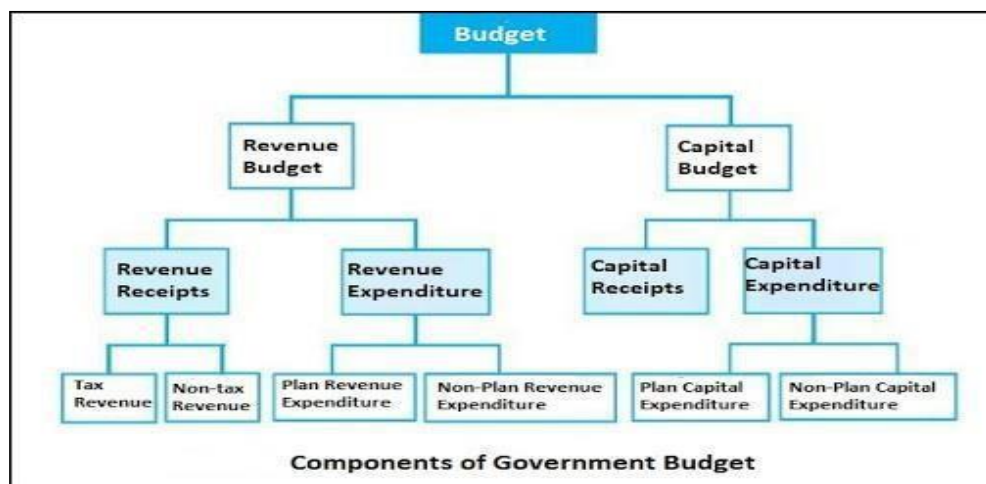 Budget
Revenue
Budget
Capital
Budget
Revenue
Receipts
Revenue
Expenditure
Capital
Receipts
Capital
Expenditure
Tax
Revenue
Non-tax
Revenue
Plan Revenue
Expenditure
Non-Plan Revenue
Expenditure
Plan Capital
Expenditure
Non-Plan Capital
Expenditure
Components of Government Budget